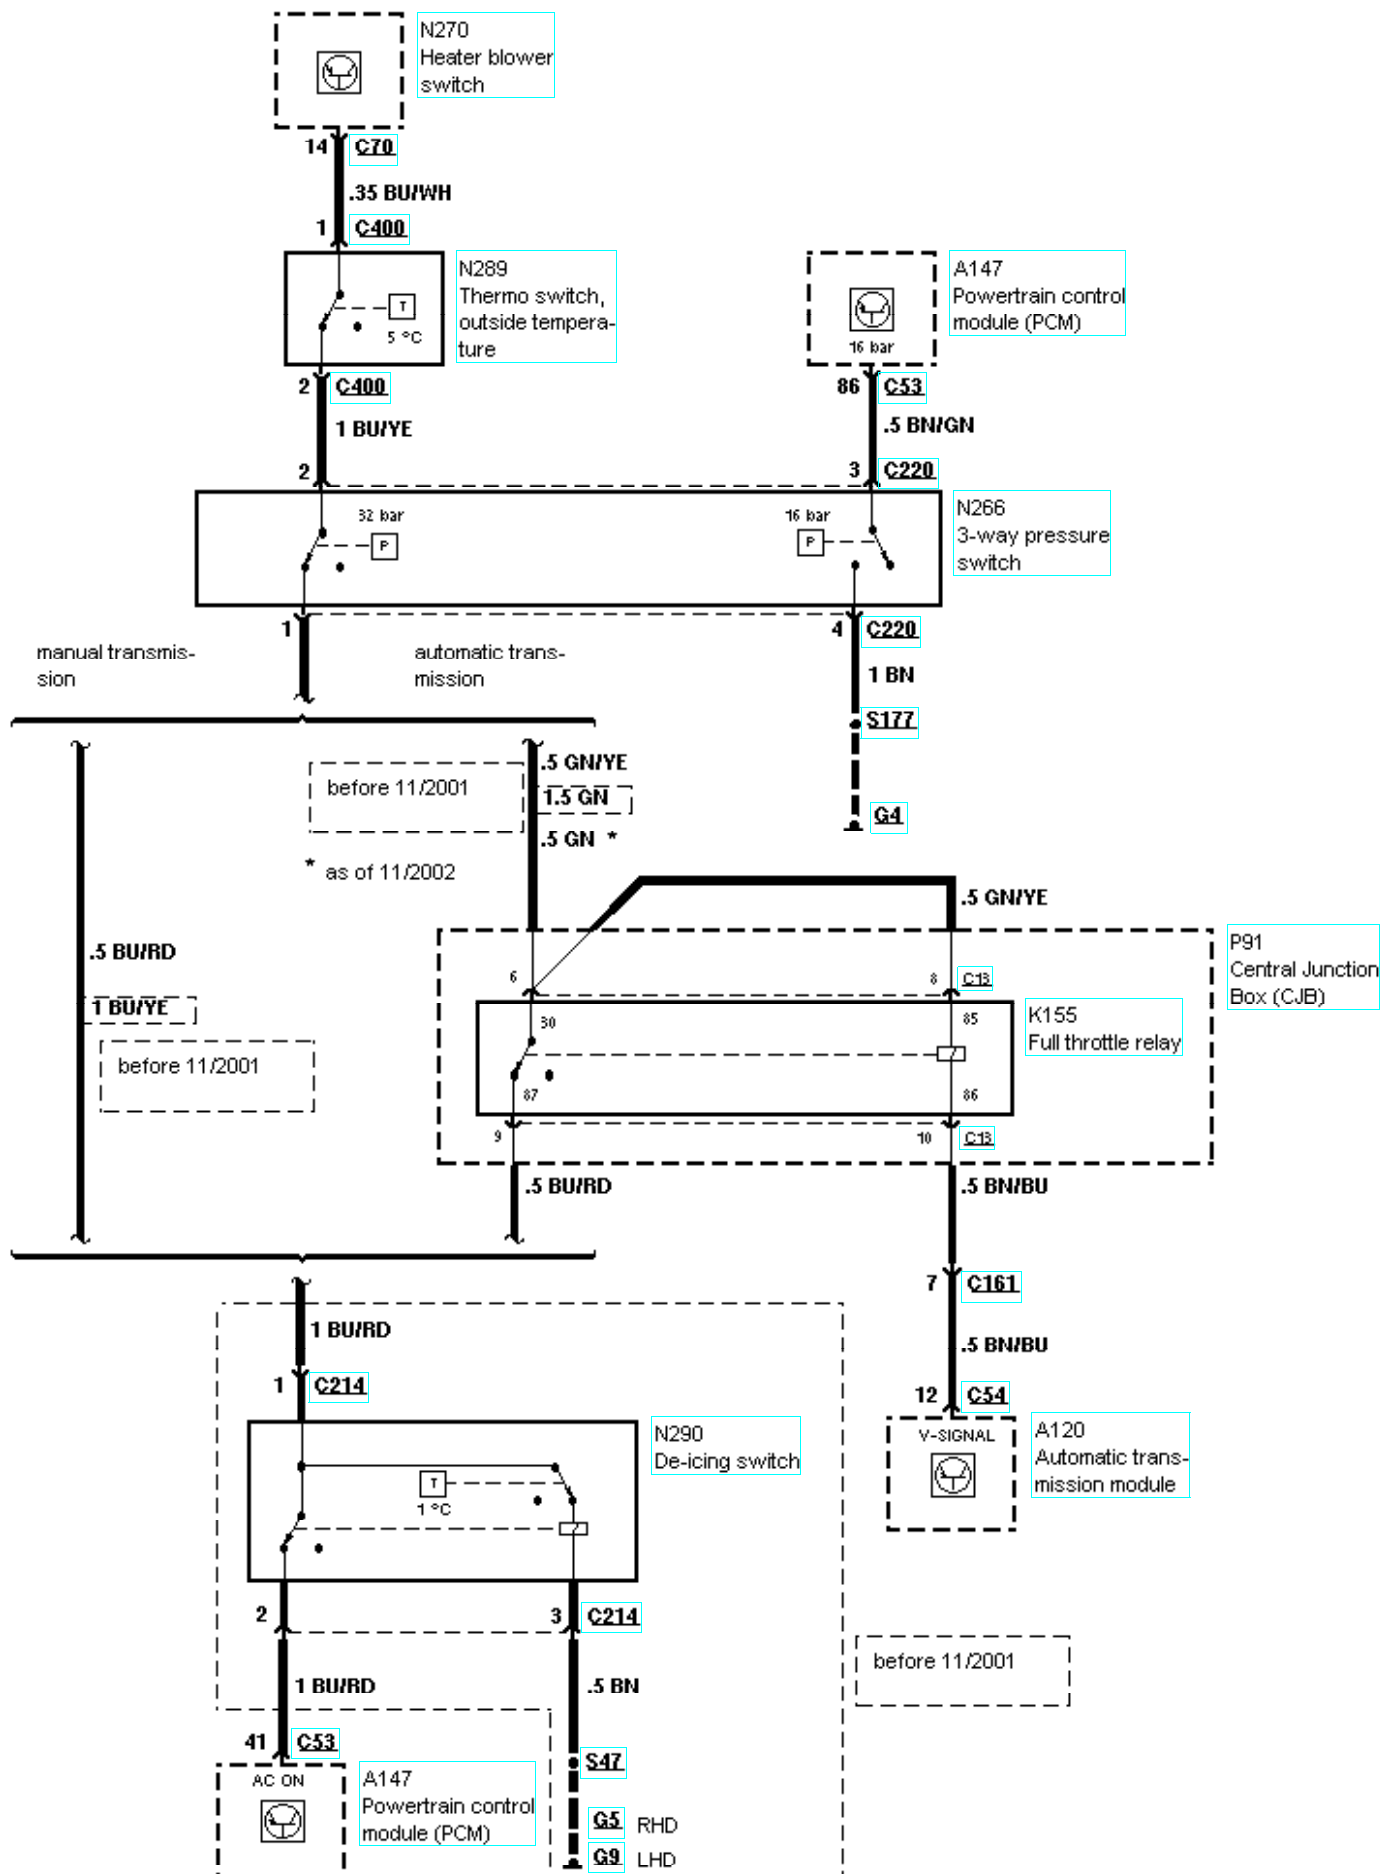 N270
Heater blower
switch
14 C70
.35 BU/WH
1 C400
N289
Thermo switch,
outside tempera-
ture
T
5 °C
A147
Powertrain control
module (PCM)
16 bar
2 C400
86 C53
1 BU/YE
.5 BN/GN
2
3 C220
32 bar
P
16 bar
P
N266
3-way pressure
switch
1
4 C220
manual transmis-
sion
automatic trans-
mission
1 BN
S177
before 11/2001
.5 GN/YE
1.5 GN
.5 GN *
G4
* as of 11/2002
.5 GN/YE
P91
Central Junction
Box (CJB)
.5 BU/RD
1 BU/YE
before 11/2001
6
8 C13
30
85
K155
Full throttle relay
87
86
9
10 C13
.5 BU/RD
.5 BN/BU
7 C161
1 BU/RD
.5 BN/BU
1 C214
12 C54
N290
De-icing switch
T
1 °C
V-SIGNAL
A120
Automatic trans-
mission module
2
3 C214
before 11/2001
1 BU/RD
.5 BN
41 C53
S47
AC ON
A147
Powertrain control
module (PCM)
G5 RHD
G9 LHD